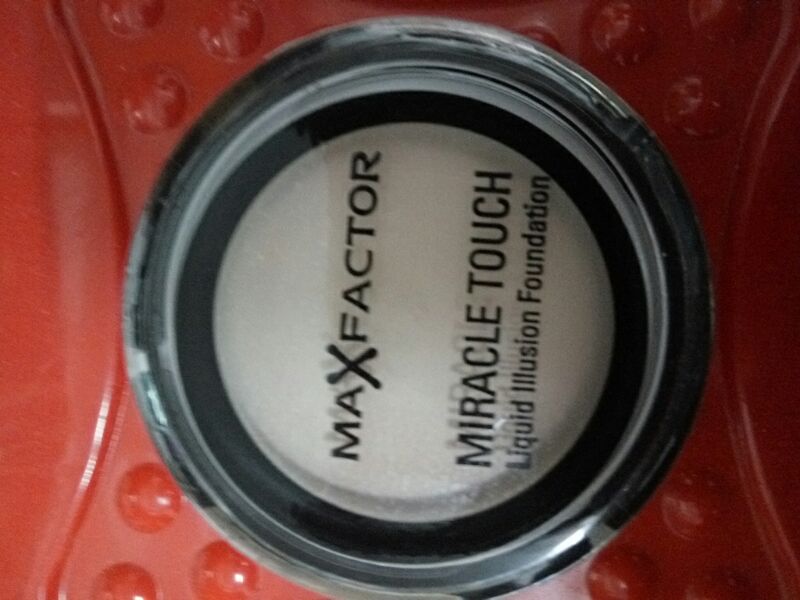 MAXFACTOR
MIRACLE TOUCH
Liquid Illusion Foundation